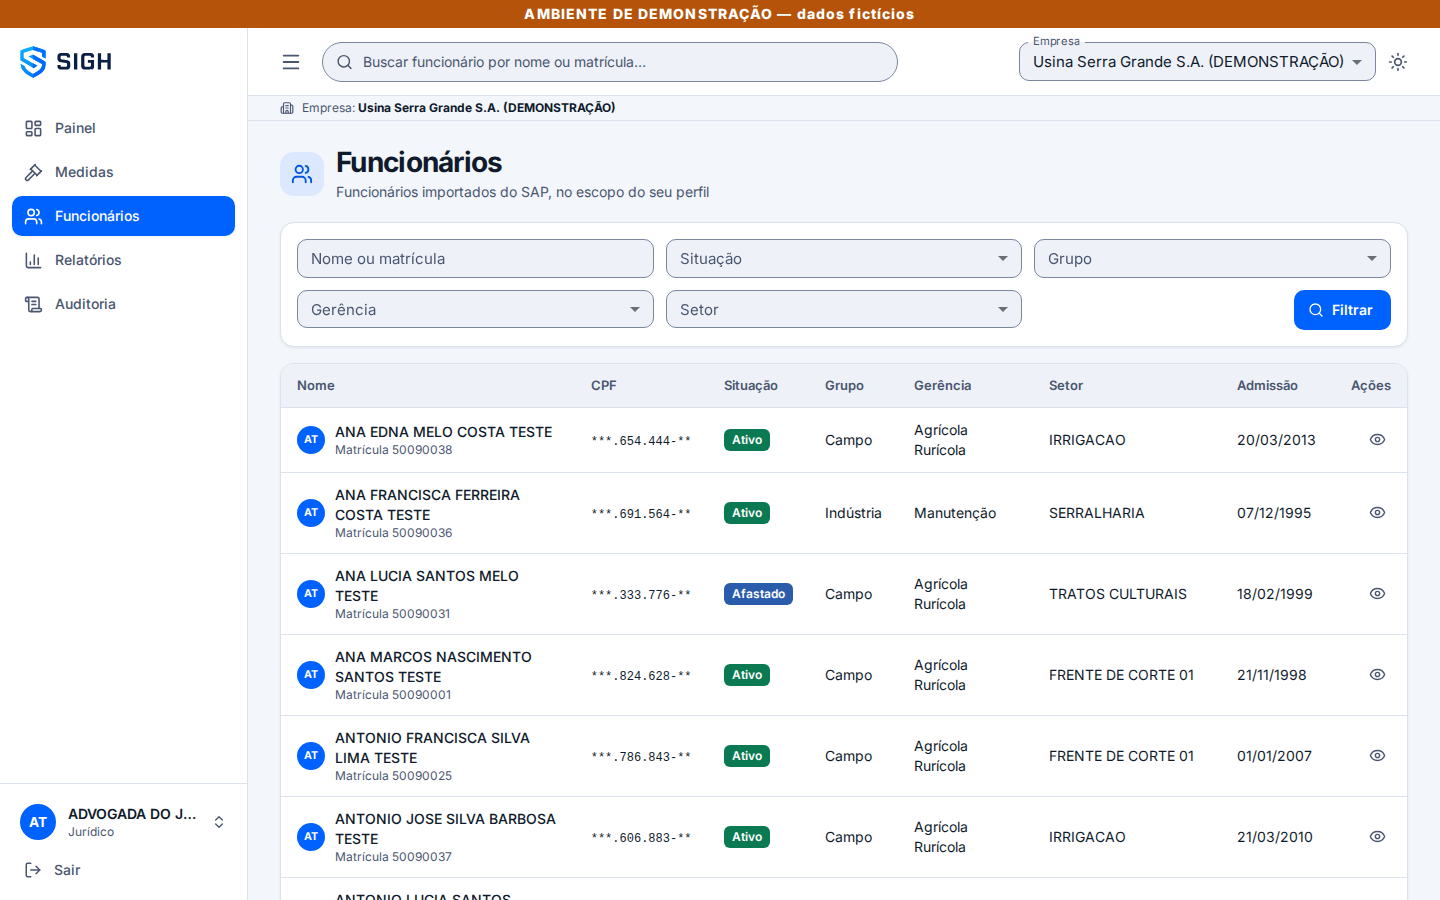 AMBIENTE DE DEMONSTRAÇÃO — dados fictícios
SIGH
Buscar funcionário por nome ou matrícula...
Empresa
Usina Serra Grande S.A. (DEMONSTRAÇÃO)
Empresa: Usina Serra Grande S.A. (DEMONSTRAÇÃO)
Painel
Medidas
Funcionários
Relatórios
Auditoria
Funcionários
Funcionários importados do SAP, no escopo do seu perfil
Nome ou matrícula
Situação
Grupo
Gerência
Setor
Filtrar
Nome CPF Situação Grupo Gerência Setor Admissão Ações
AT ANA EDNA MELO COSTA TESTE
Matrícula 50090038
***.654.444-** Ativo Campo
Agrícola
Rurícola
IRRIGACAO 20/03/2013
AT ANA FRANCISCA FERREIRA
COSTA TESTE
Matrícula 50090036
***.691.564-** Ativo Indústria Manutenção SERRALHARIA 07/12/1995
AT ANA LUCIA SANTOS MELO
TESTE
Matrícula 50090031
***.333.776-** Afastado Campo
Agrícola
Rurícola
TRATOS CULTURAIS 18/02/1999
AT ANA MARCOS NASCIMENTO
SANTOS TESTE
Matrícula 50090001
***.824.628-** Ativo Campo
Agrícola
Rurícola
FRENTE DE CORTE 01 21/11/1998
AT ANTONIO FRANCISCA SILVA
LIMA TESTE
Matrícula 50090025
***.786.843-** Ativo Campo
Agrícola
Rurícola
FRENTE DE CORTE 01 01/01/2007
AT ANTONIO JOSE SILVA BARBOSA
TESTE
Matrícula 50090037
***.606.883-** Ativo Campo
Agrícola
Rurícola
IRRIGACAO 21/03/2010
ANTONIO LUCIA SANTOS
AT ADVOGADA DO J...
Jurídico
Sair